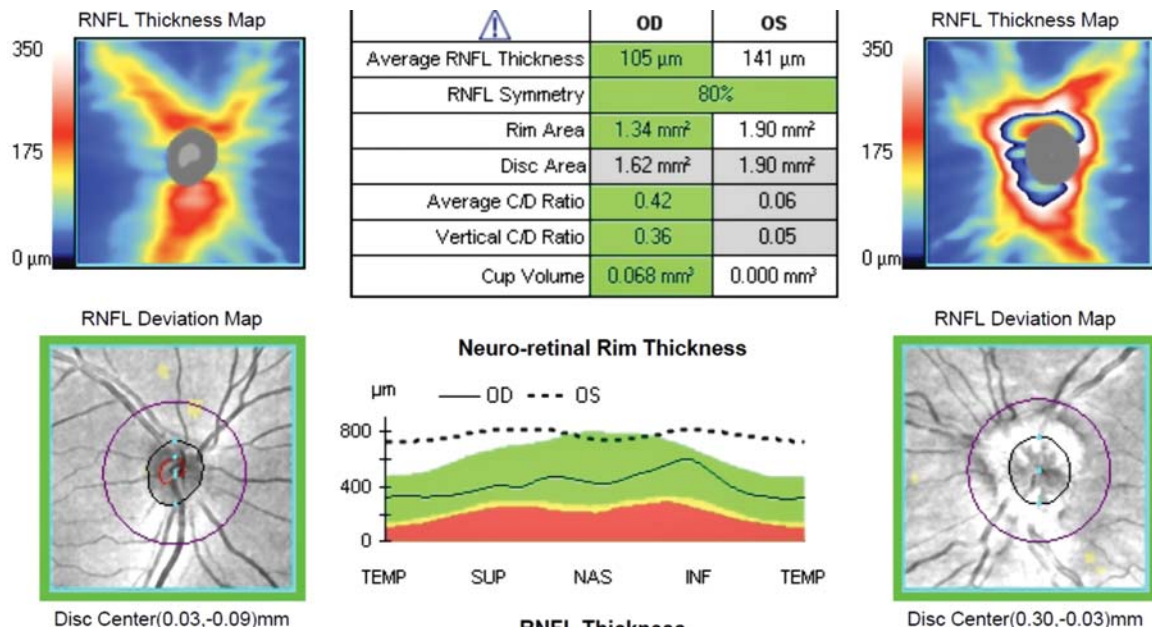 RNFL Thickness Map
350
175
0 μm
OD OS
Average RNFL Thickness 105 μm 141 μm
RNFL Symmetry 80%
Rim Area 1.34 mm² 1.90 mm²
Disc Area 1.62 mm² 1.90 mm²
Average C/D Ratio 0.42 0.06
Vertical C/D Ratio 0.36 0.05
Cup Volume 0.068 mm³ 0.000 mm³
RNFL Thickness Map
350
175
0 μm
RNFL Deviation Map
Disc Center(0.03,-0.09)mm
Neuro-retinal Rim Thickness
μm OD OS
800
400
0
TEMP SUP NAS INF TEMP
RNFL Thickness
RNFL Deviation Map
Disc Center(0.30,-0.03)mm